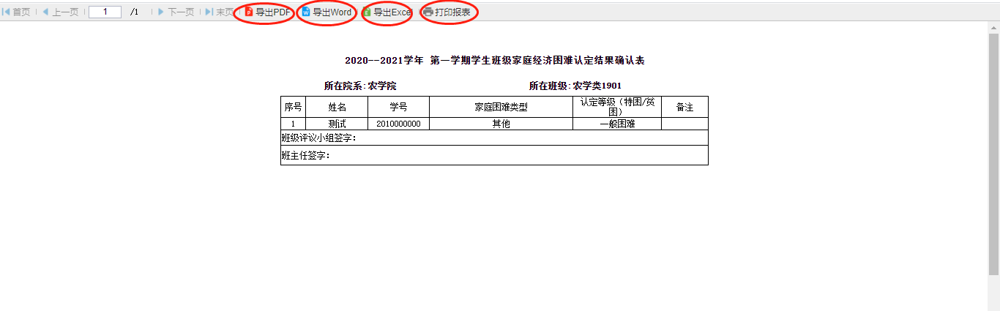 首页 上一页 1 /1 下一页 末页 导出PDF 导出Word 导出Excel 打印报表
2020--2021学年 第一学期学生班级家庭经济困难认定结果确认表
所在院系:农学院 所在班级:农学类1901
序号 姓名 学号 家庭困难类型 认定等级（特困/贫
困） 备注
1 测试 2010000000 其他 一般困难
班级评议小组签字:
班主任签字: